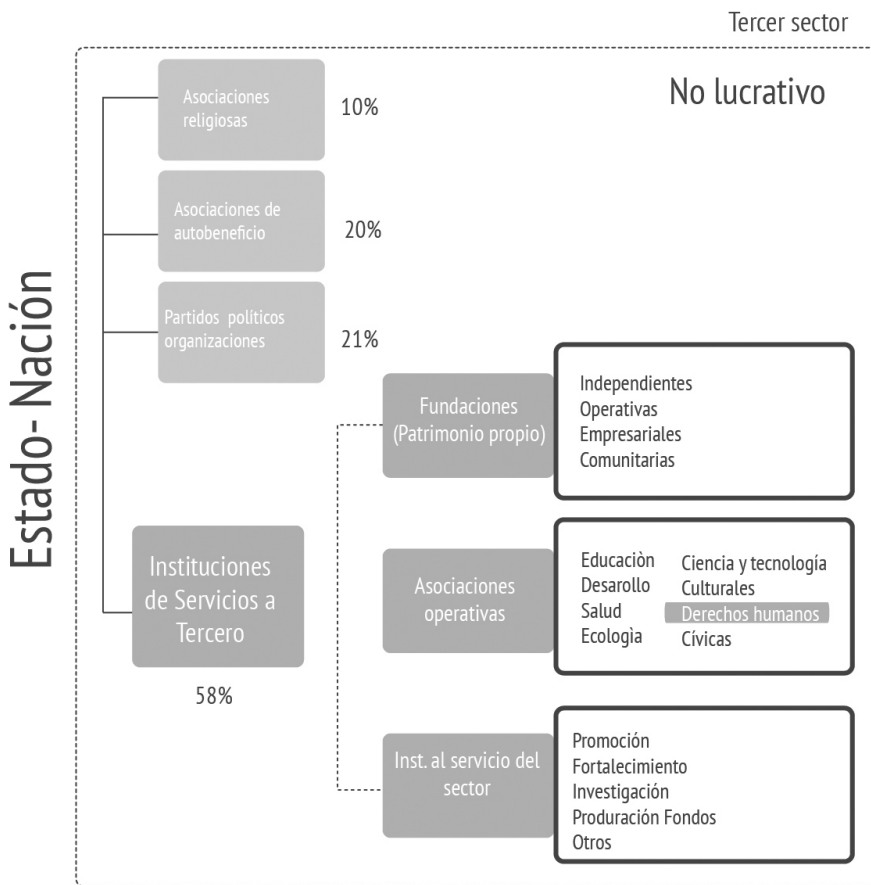 Tercer sector
No lucrativo
Estado- Nación
Asociaciones
religiosas
10%
Asociaciones de
autobeneficio
20%
Partidos políticos
organizaciones
21%
Instituciones
de Servicios a
Tercero
58%
Fundaciones
(Patrimonio propio)
Independientes
Operativas
Empresariales
Comunitarias
Asociaciones
operativas
Educaciòn
Desarollo
Salud
Ecologìa
Ciencia y tecnología
Culturales
Derechos humanos
Cívicas
Inst. al servicio del
sector
Promoción
Fortalecimiento
Investigación
Produración Fondos
Otros